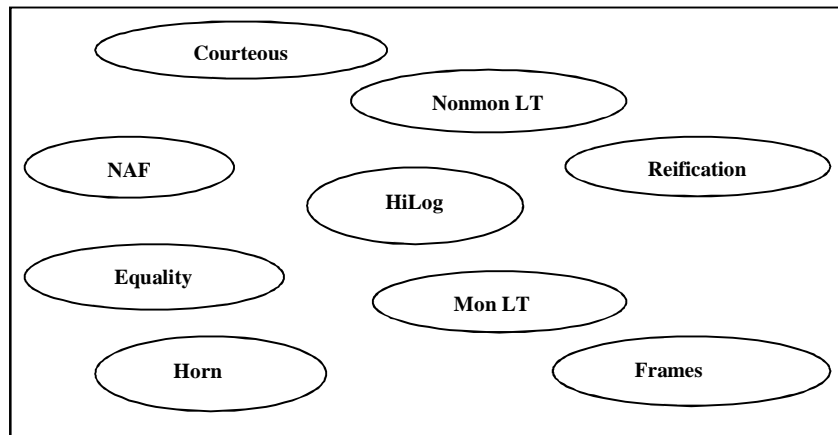 Courteous
Nonmon LT
NAF
Reification
HiLog
Equality
Mon LT
Horn
Frames